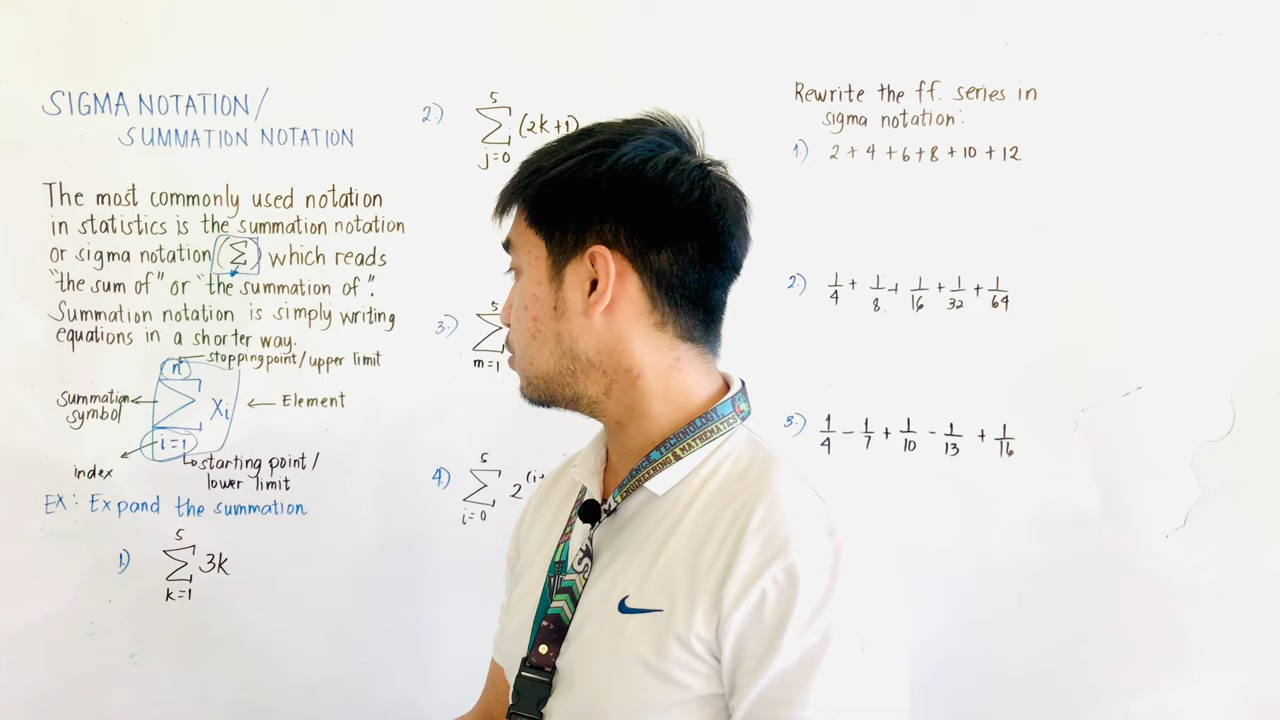 SIGMA NOTATION/
SUMMATION NOTATION
The most commonly used notation
in statistics is the summation notation
or sigma notation (Σ) which reads
"the sum of" or "the summation of".
Summation notation is simply writing
equations in a shorter way.
n
stopping point/upper limit
Summation
symbol
Σ xi
Element
i=1
index
starting point/
lower limit
EX: Expand the summation
5
1.) Σ 3k
k=1
5
2.) Σ (2k+1)
j=0
5
3.) Σ
m=1
5
4.) Σ 2^(i
i=0
Rewrite the ff. series in
sigma notation:
1.) 2+4+6+8+10+12
2.) 1/4 + 1/8 + 1/16 + 1/32 + 1/64
3.) 1/4 - 1/7 + 1/10 - 1/13 + 1/16
SCIENCE, TECHNOLOGY,
ENGINEERING & MATHEMATICS